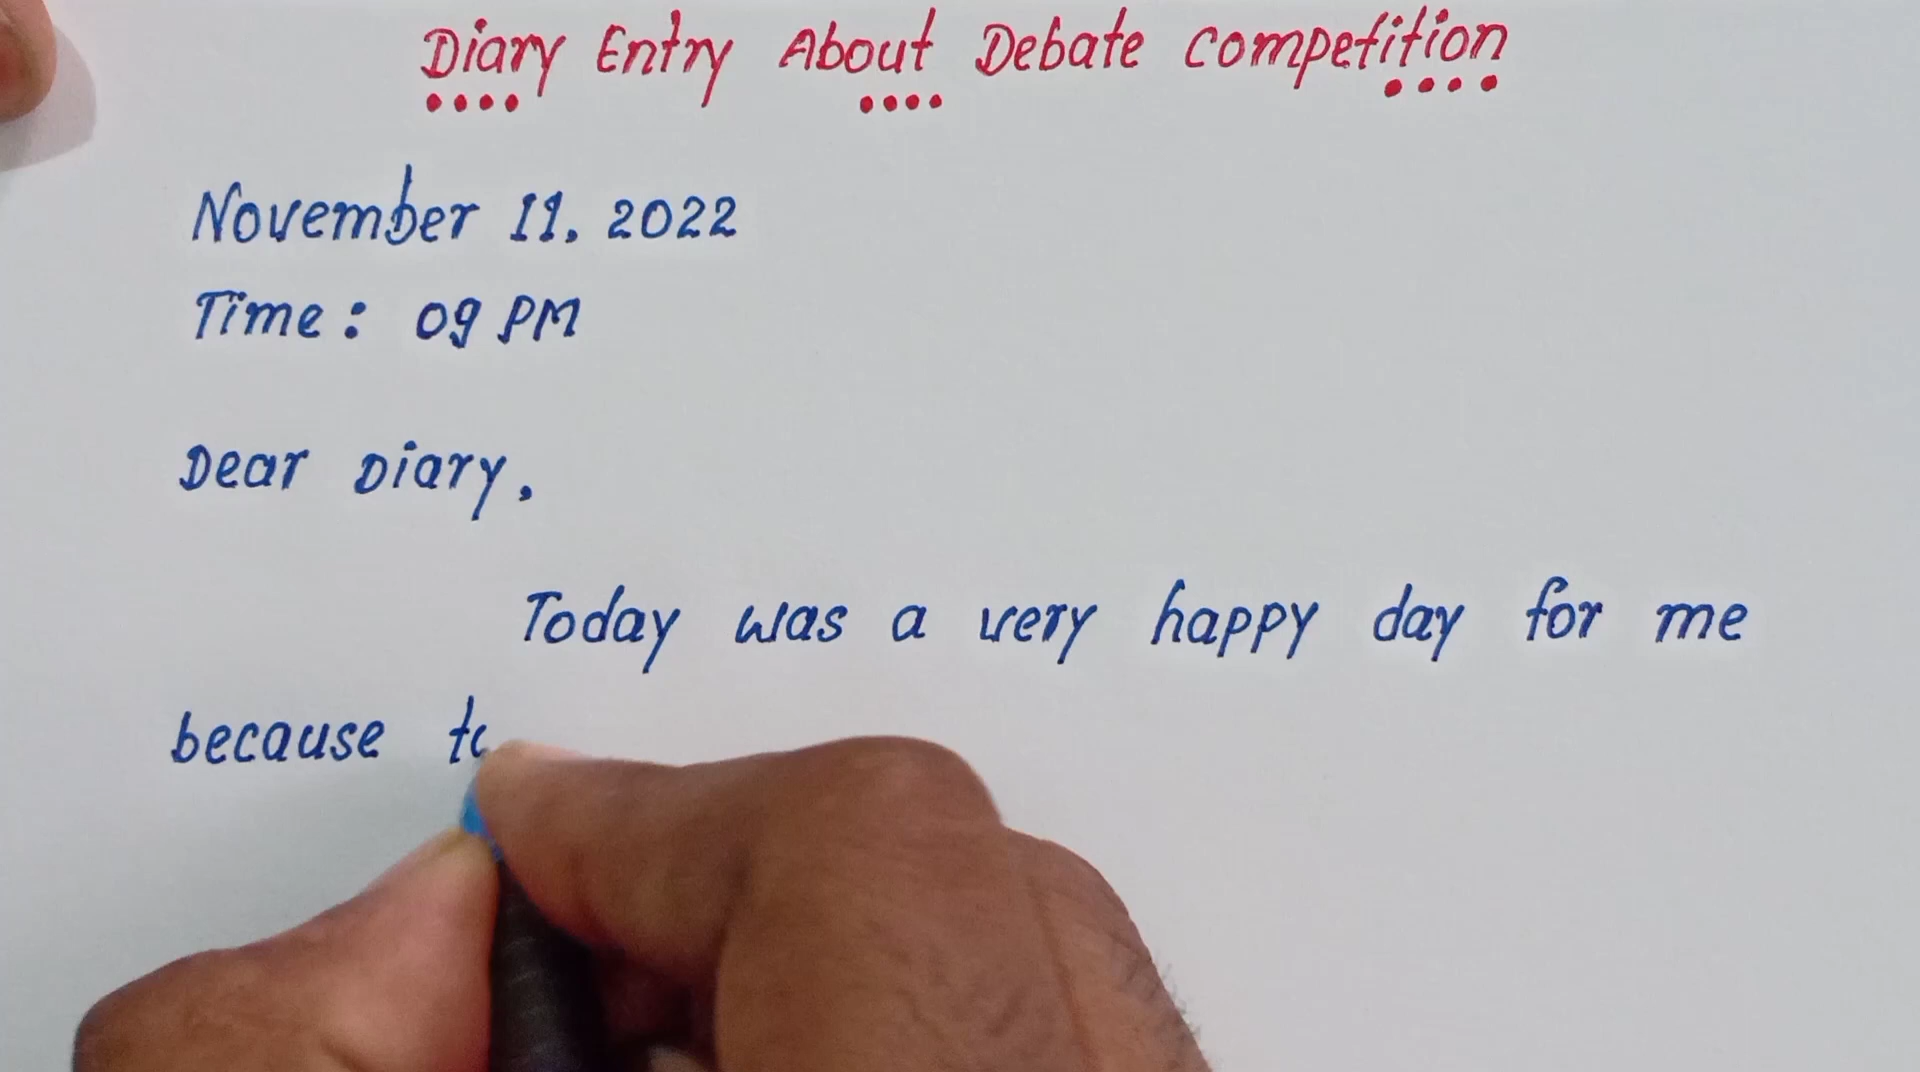 Diary Entry About Debate Competition
November 11, 2022
Time: 09 PM
Dear Diary,
Today was a very happy day for me
because